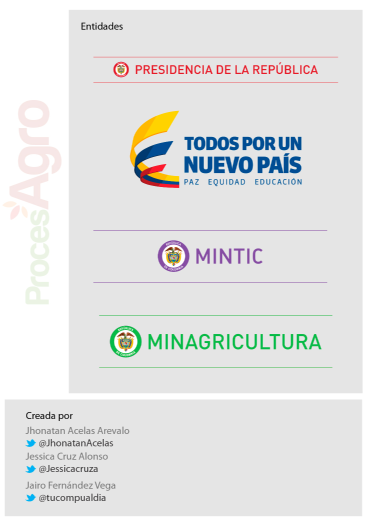 Entidades
PRESIDENCIA DE LA REPÚBLICA
TODOS POR UN
NUEVO PAÍS
PAZ EQUIDAD EDUCACIÓN
MINTIC
MINAGRICULTURA
ProcesAgro
Creada por
Jhonatan Acelas Arevalo
@JhonatanAcelas
Jessica Cruz Alonso
@Jessicacruza
Jairo Fernández Vega
@tucompualdia